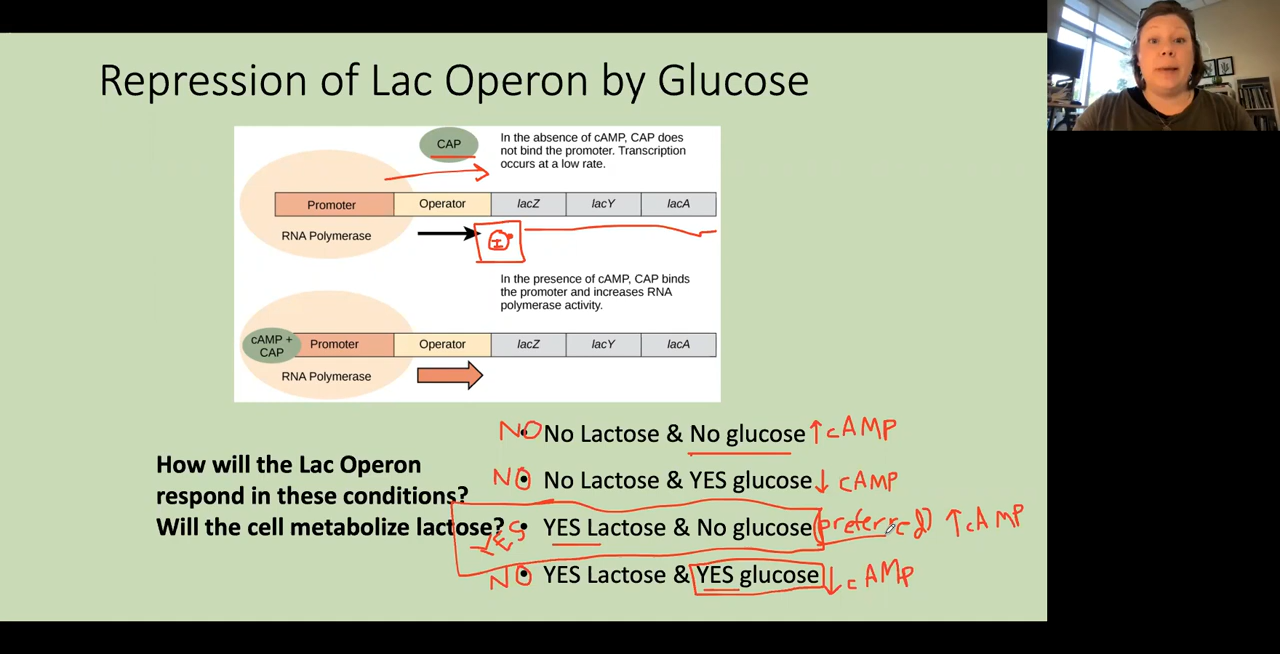 Repression of Lac Operon by Glucose
CAP
In the absence of cAMP, CAP does
not bind the promoter. Transcription
occurs at a low rate.
Promoter
Operator
lacZ
lacY
lacA
RNA Polymerase
I
In the presence of cAMP, CAP binds
the promoter and increases RNA
polymerase activity.
cAMP +
CAP
Promoter
Operator
lacZ
lacY
lacA
RNA Polymerase
How will the Lac Operon
respond in these conditions?
Will the cell metabolize lactose?
NO • No Lactose & No glucose ↑ cAMP
NO • No Lactose & YES glucose ↓ cAMP
YES • YES Lactose & No glucose (preferred) ↑ cAMP
NO • YES Lactose & YES glucose ↓ cAMP